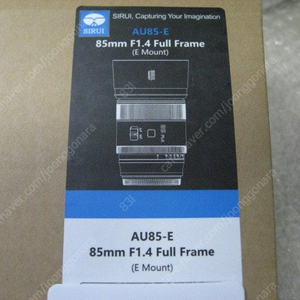 SIRUI, Capturing Your Imagination
SIRUI
AU85-E
85mm F1.4 Full Frame
(E Mount)
AU85-E
85mm F1.4 Full Frame
(E Mount)